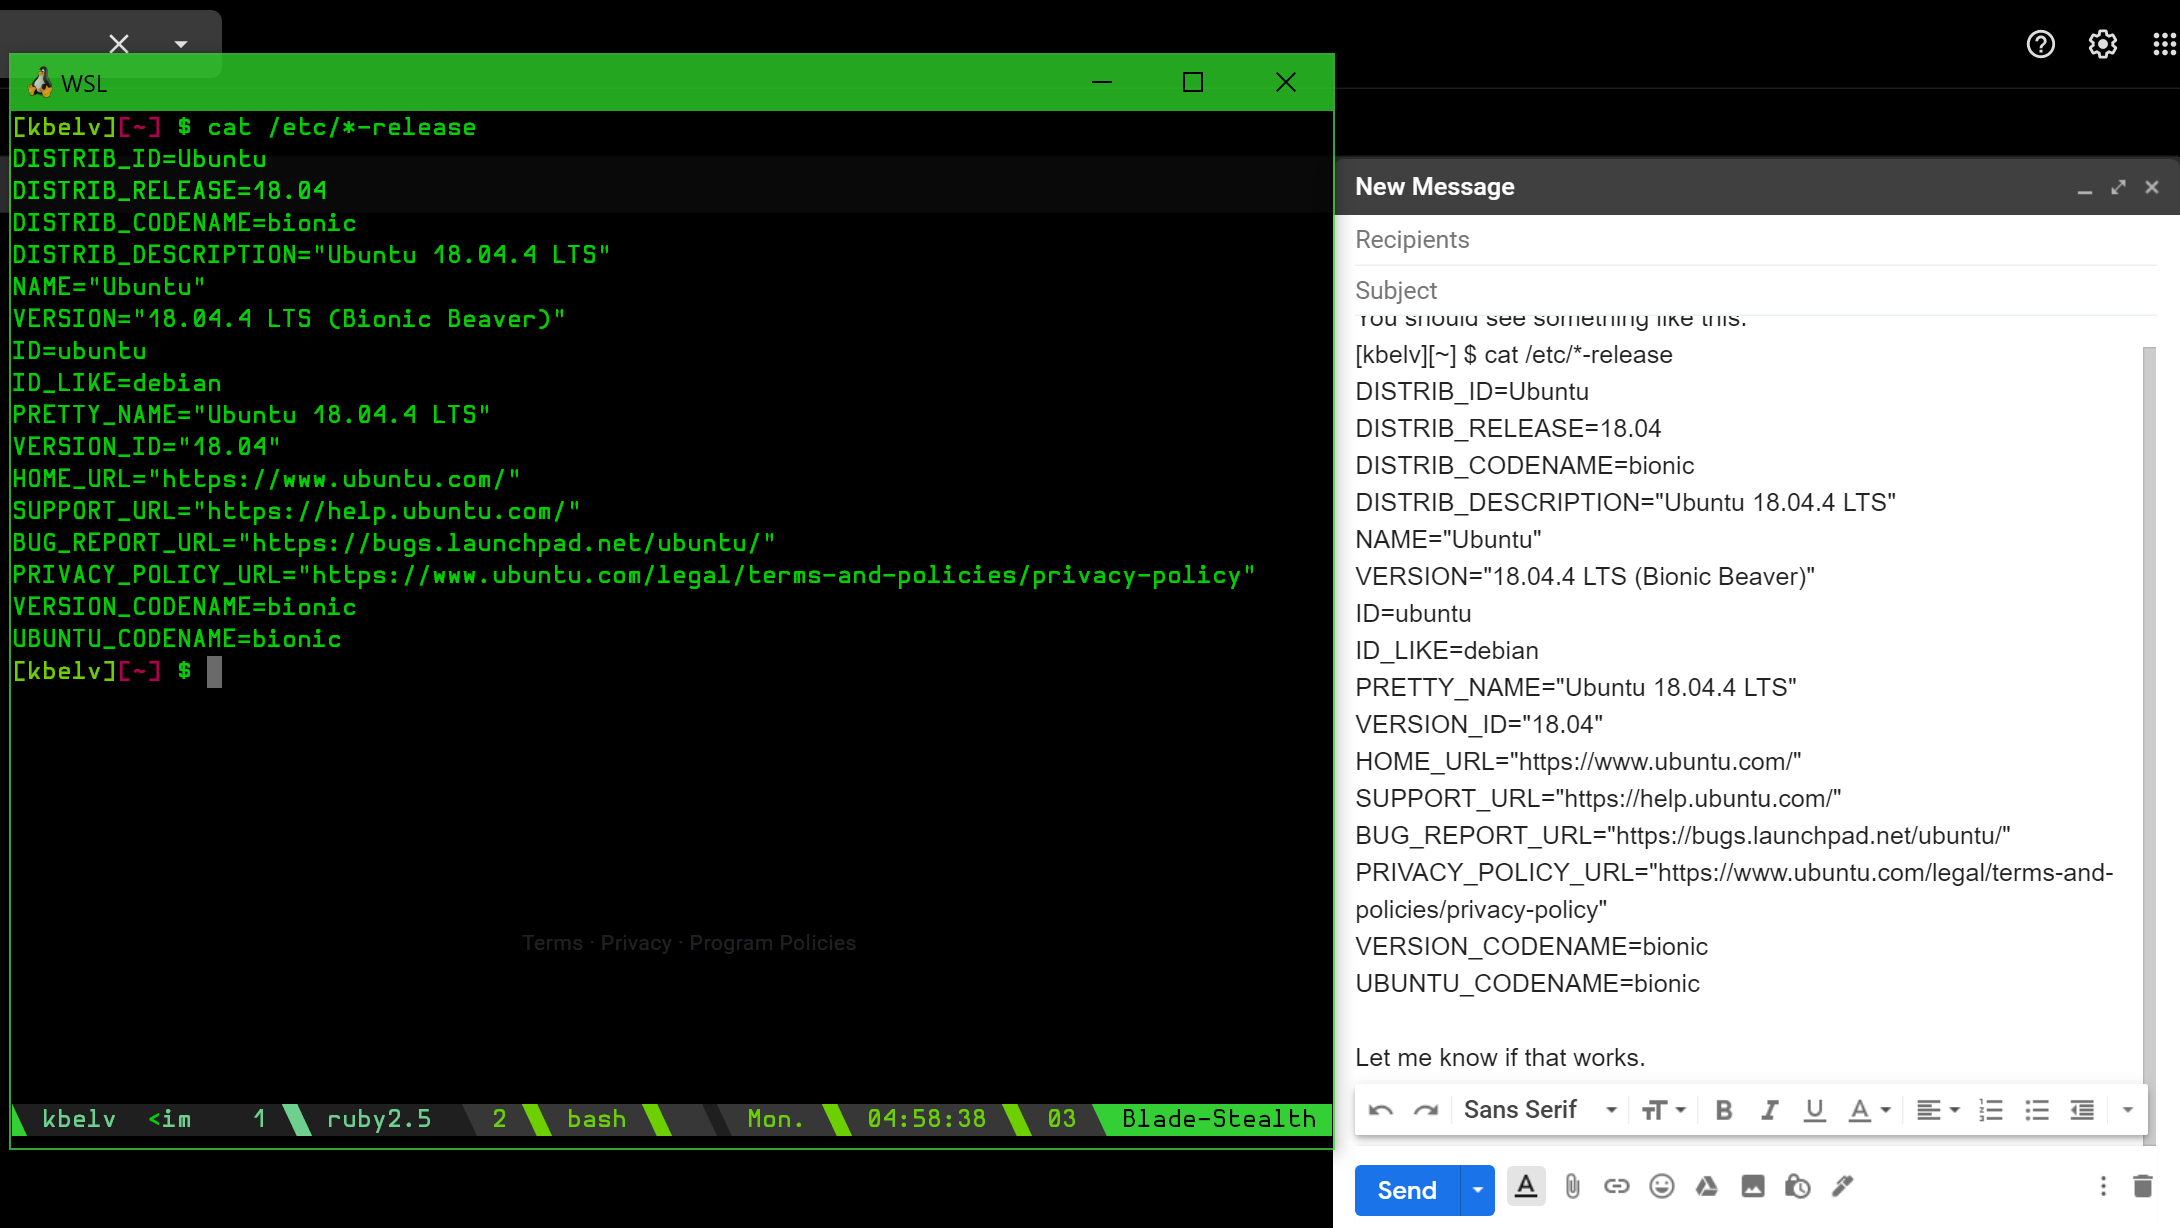 WSL
[kbelv][~] $ cat /etc/*-release
DISTRIB_ID=Ubuntu
DISTRIB_RELEASE=18.04
DISTRIB_CODENAME=bionic
DISTRIB_DESCRIPTION="Ubuntu 18.04.4 LTS"
NAME="Ubuntu"
VERSION="18.04.4 LTS (Bionic Beaver)"
ID=ubuntu
ID_LIKE=debian
PRETTY_NAME="Ubuntu 18.04.4 LTS"
VERSION_ID="18.04"
HOME_URL="https://www.ubuntu.com/"
SUPPORT_URL="https://help.ubuntu.com/"
BUG_REPORT_URL="https://bugs.launchpad.net/ubuntu/"
PRIVACY_POLICY_URL="https://www.ubuntu.com/legal/terms-and-policies/privacy-policy"
VERSION_CODENAME=bionic
UBUNTU_CODENAME=bionic
[kbelv][~] $
Terms · Privacy · Program Policies
kbelv <im 1 ruby2.5 2 bash Mon. 04:58:38 03 Blade-Stealth
New Message
Recipients
Subject
You should see something like this:
[kbelv][~] $ cat /etc/*-release
DISTRIB_ID=Ubuntu
DISTRIB_RELEASE=18.04
DISTRIB_CODENAME=bionic
DISTRIB_DESCRIPTION="Ubuntu 18.04.4 LTS"
NAME="Ubuntu"
VERSION="18.04.4 LTS (Bionic Beaver)"
ID=ubuntu
ID_LIKE=debian
PRETTY_NAME="Ubuntu 18.04.4 LTS"
VERSION_ID="18.04"
HOME_URL="https://www.ubuntu.com/"
SUPPORT_URL="https://help.ubuntu.com/"
BUG_REPORT_URL="https://bugs.launchpad.net/ubuntu/"
PRIVACY_POLICY_URL="https://www.ubuntu.com/legal/terms-and-
policies/privacy-policy"
VERSION_CODENAME=bionic
UBUNTU_CODENAME=bionic
Let me know if that works.
Sans Serif
Send